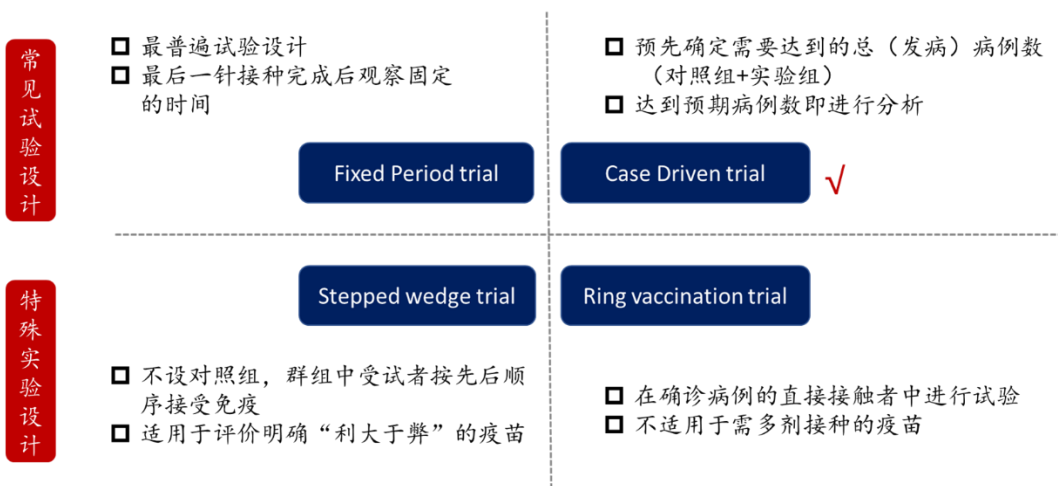 常见试验设计
最普遍试验设计
最后一针接种完成后观察固定
的时间
Fixed Period trial
预先确定需要达到的总（发病）病例数
（对照组+实验组）
达到预期病例数即进行分析
Case Driven trial
√
特殊实验设计
Stepped wedge trial
不设对照组，群组中受试者按先后顺
序接受免疫
适用于评价明确“利大于弊”的疫苗
Ring vaccination trial
在确诊病例的直接接触者中进行试验
不适用于需多剂接种的疫苗